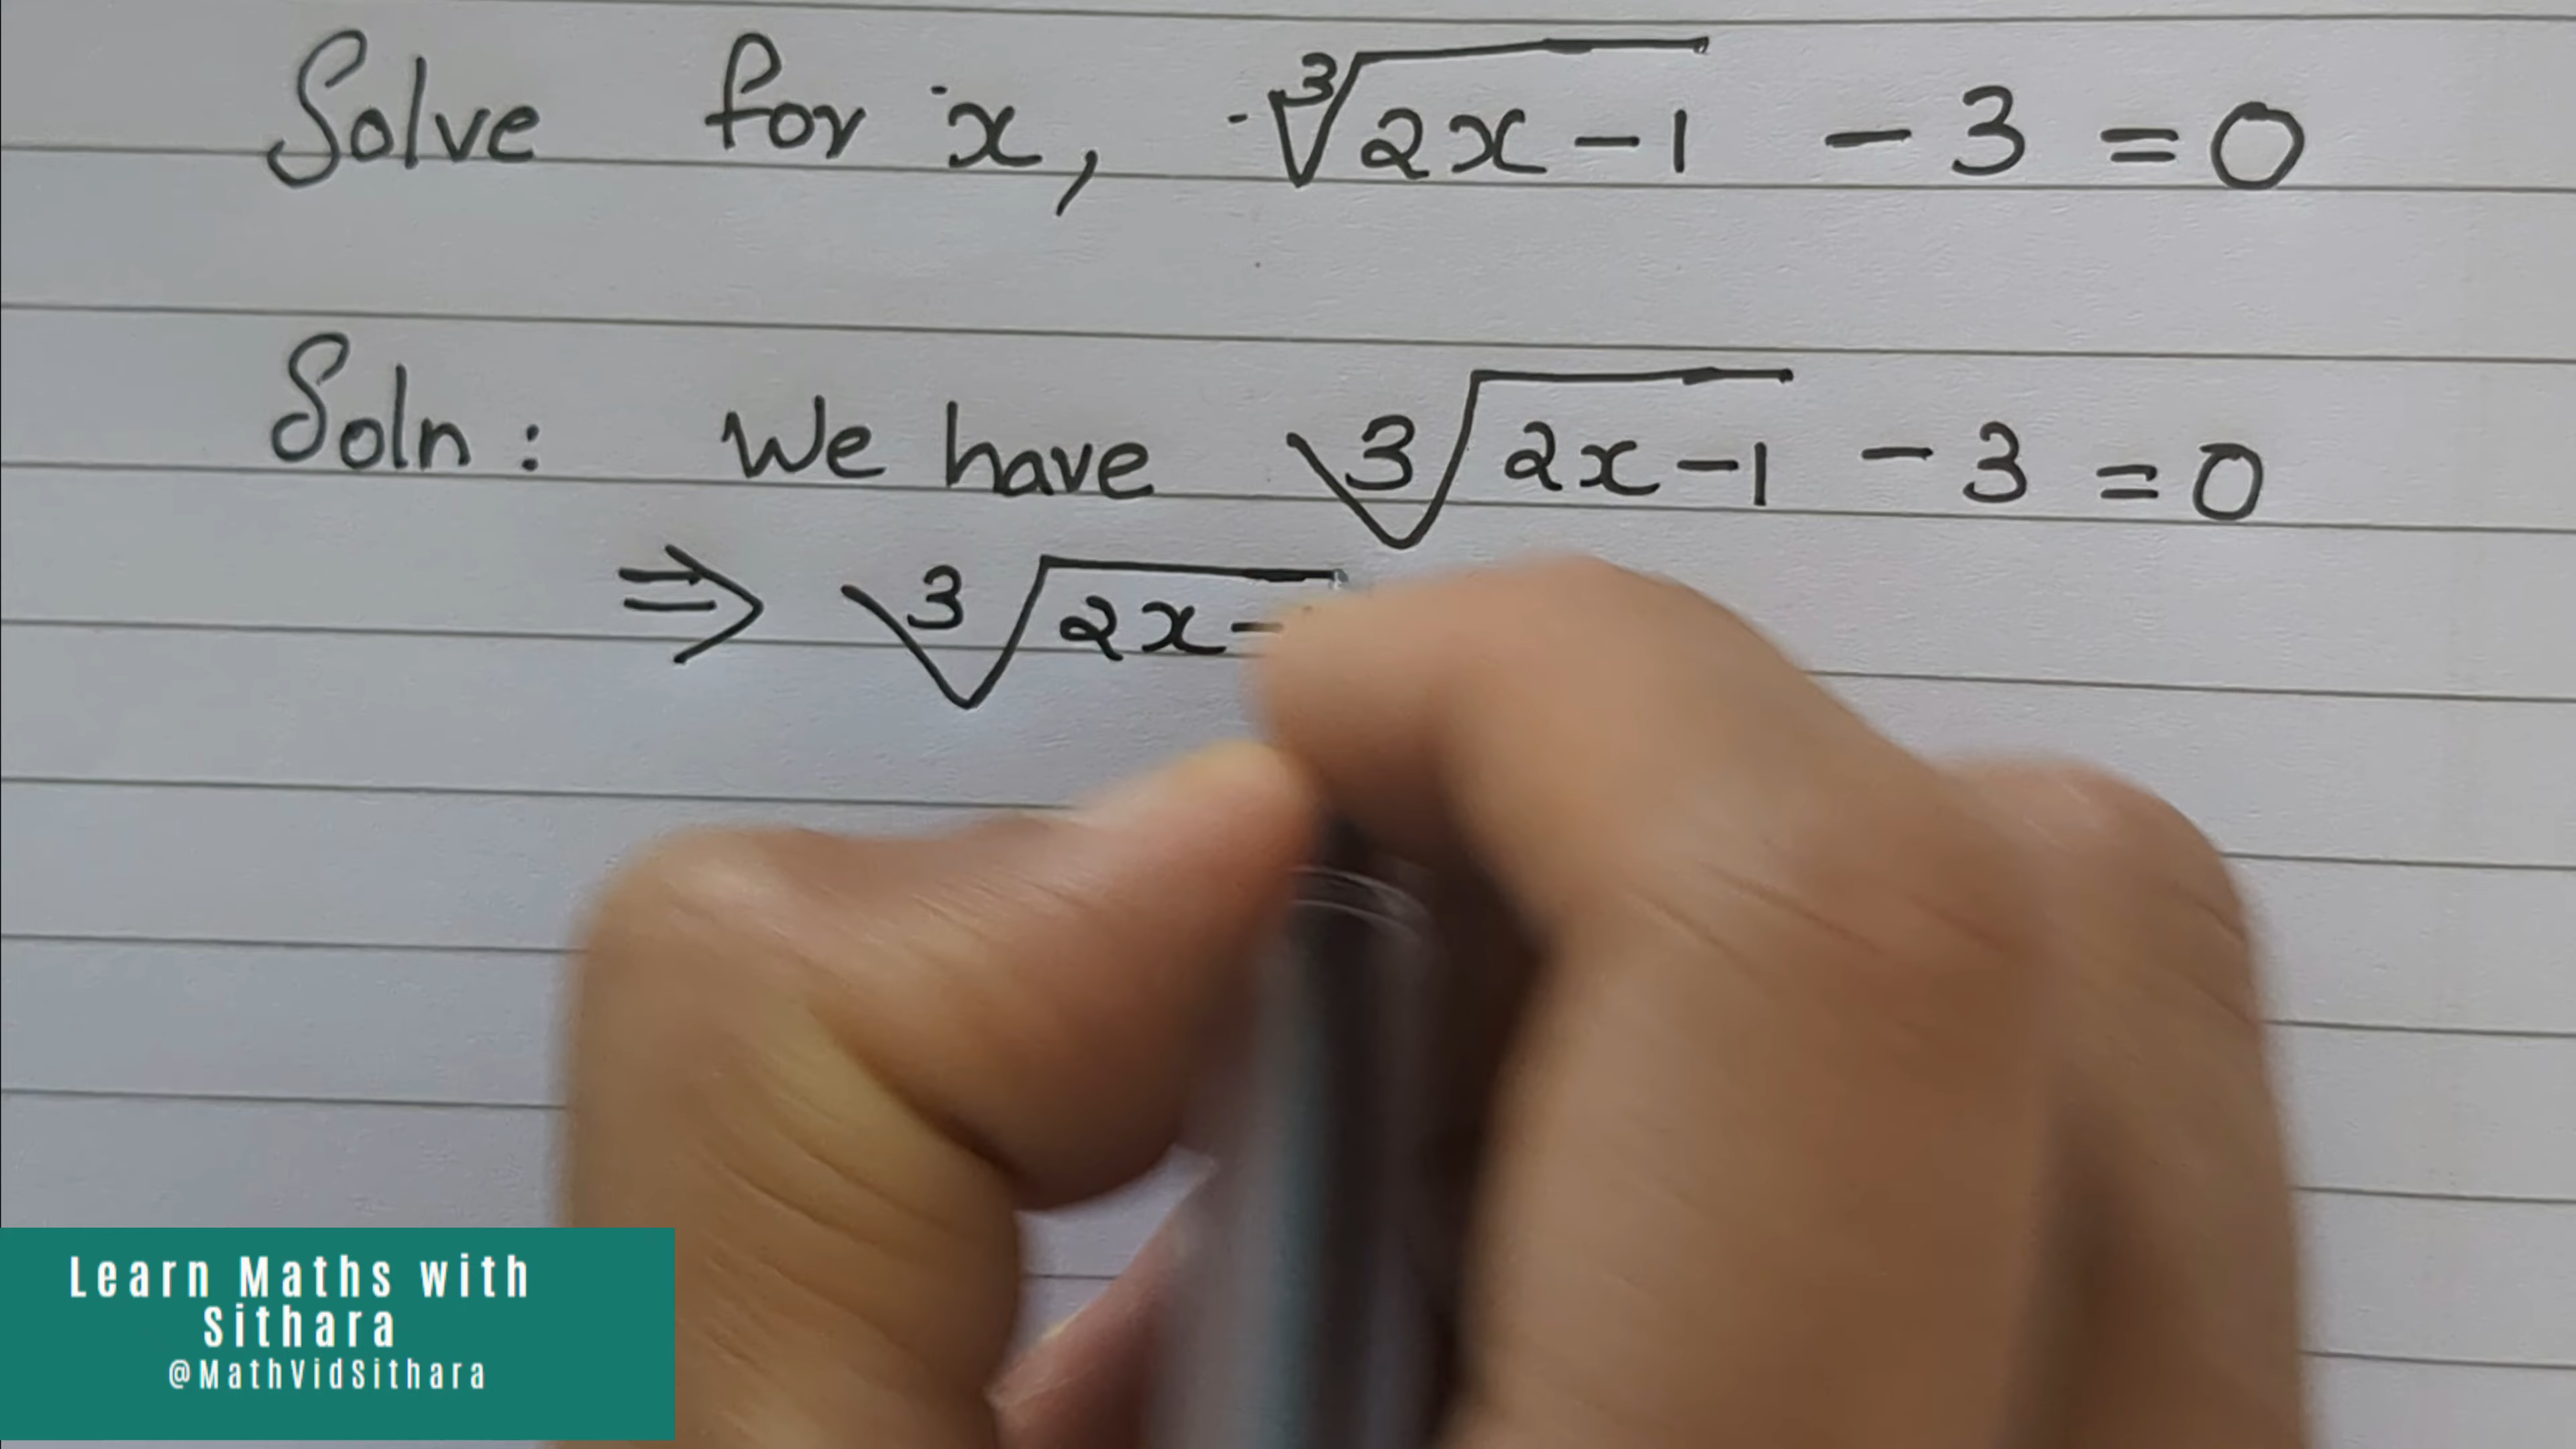 Solve for x, ∛(2x-1) - 3 = 0
Soln : We have ∛(2x-1) - 3 = 0
⇒ ∛(2x-
Learn Maths with
Sithara
@MathVidSithara